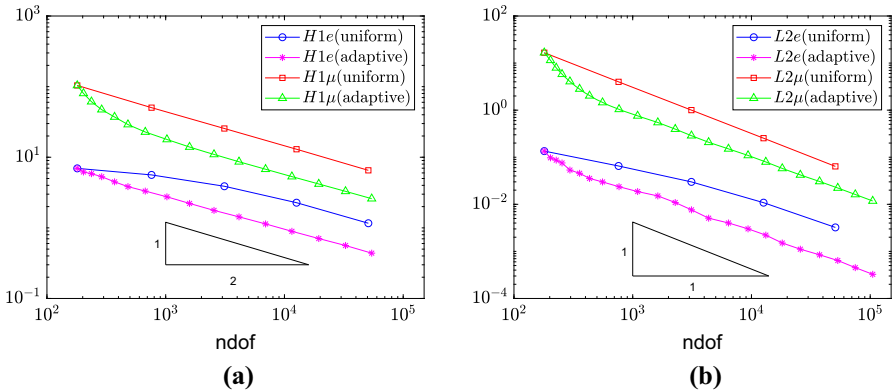 10^3
10^1
10^-1
10^2 10^3 10^4 10^5
ndof
H1e(uniform)
H1e(adaptive)
H1μ(uniform)
H1μ(adaptive)
1
2
(a)
10^2
10^0
10^-2
10^-4
10^2 10^3 10^4 10^5
ndof
L2e(uniform)
L2e(adaptive)
L2μ(uniform)
L2μ(adaptive)
1
1
(b)